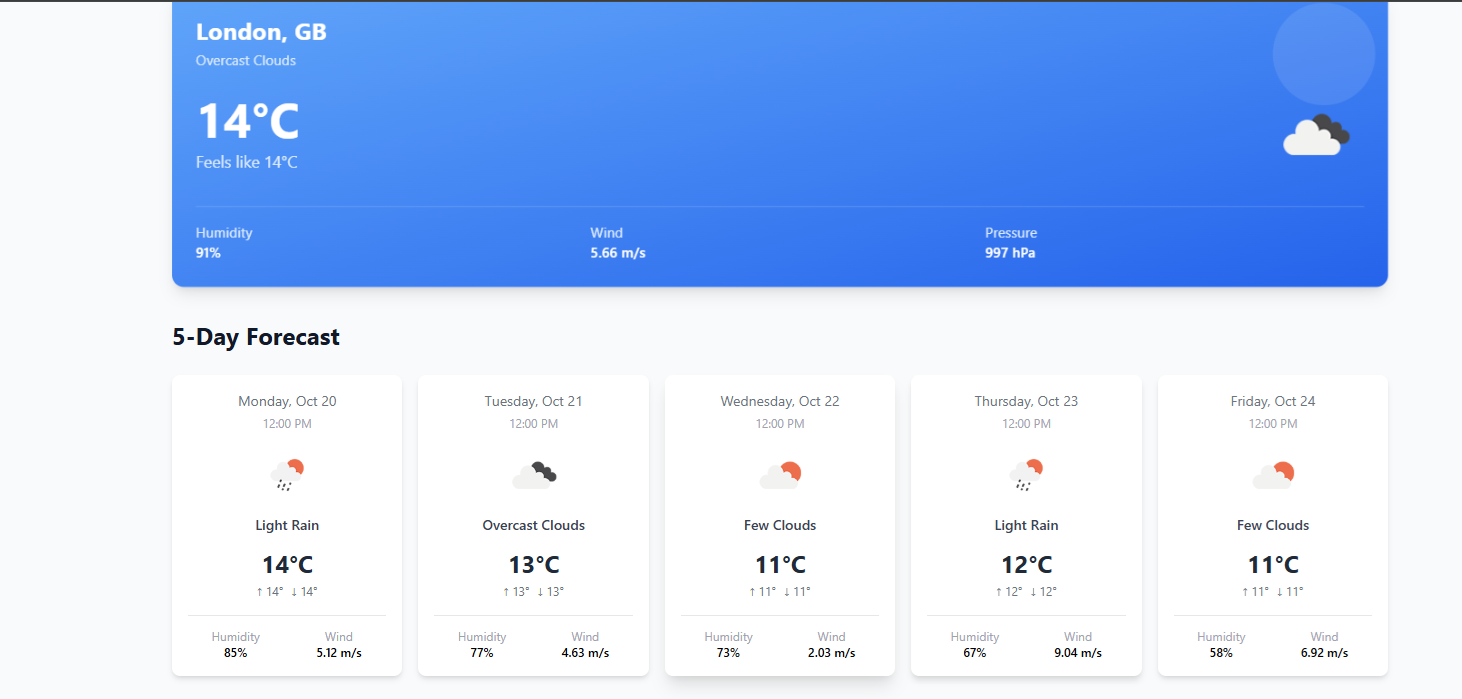 London, GB
Overcast Clouds
14°C
Feels like 14°C
Humidity Wind Pressure
91% 5.66 m/s 997 hPa
5-Day Forecast
Monday, Oct 20 Tuesday, Oct 21 Wednesday, Oct 22 Thursday, Oct 23 Friday, Oct 24
12:00 PM 12:00 PM 12:00 PM 12:00 PM 12:00 PM
Light Rain Overcast Clouds Few Clouds Light Rain Few Clouds
14°C 13°C 11°C 12°C 11°C
↑ 14° ↓ 14° ↑ 13° ↓ 13° ↑ 11° ↓ 11° ↑ 12° ↓ 12° ↑ 11° ↓ 11°
Humidity Wind Humidity Wind Humidity Wind Humidity Wind Humidity Wind
85% 5.12 m/s 77% 4.63 m/s 73% 2.03 m/s 67% 9.04 m/s 58% 6.92 m/s